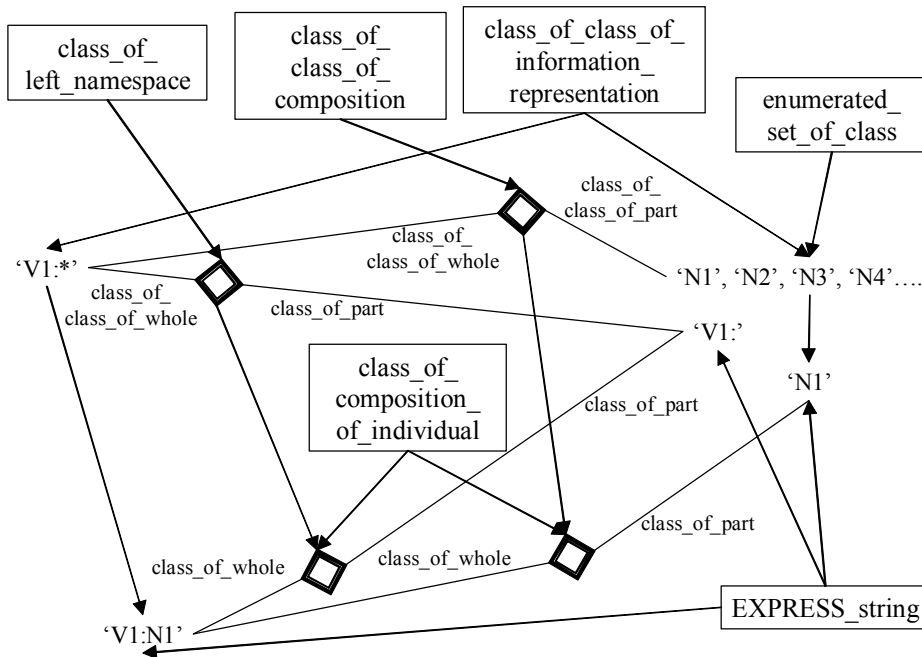 class_of_
left_namespace
class_of_
class_of_
composition
class_of_class_of_
information_
representation
enumerated_
set_of_class
class_of_
class_of_part
class_of_
class_of_whole
‘V1:*’
class_of_
class_of_whole
class_of_part
‘N1’, ‘N2’, ‘N3’, ‘N4’….
‘V1:’
class_of_
composition_
of_individual
‘N1’
class_of_part
class_of_part
class_of_whole
class_of_whole
EXPRESS_string
‘V1:N1’